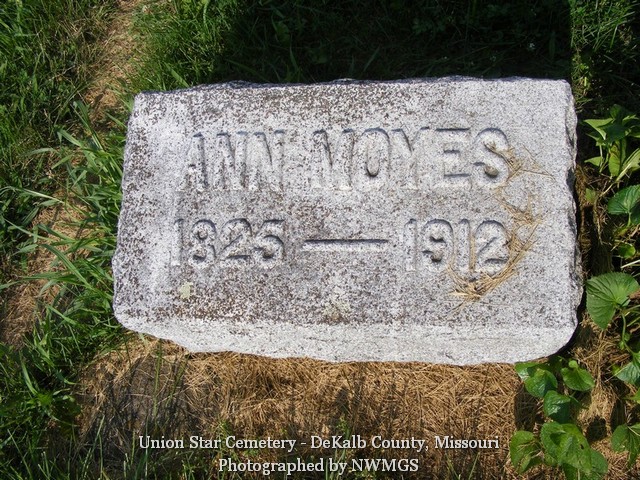 ANN MOYES
1825 — 1912
Union Star Cemetery - DeKalb County, Missouri
Photographed by NWMGS